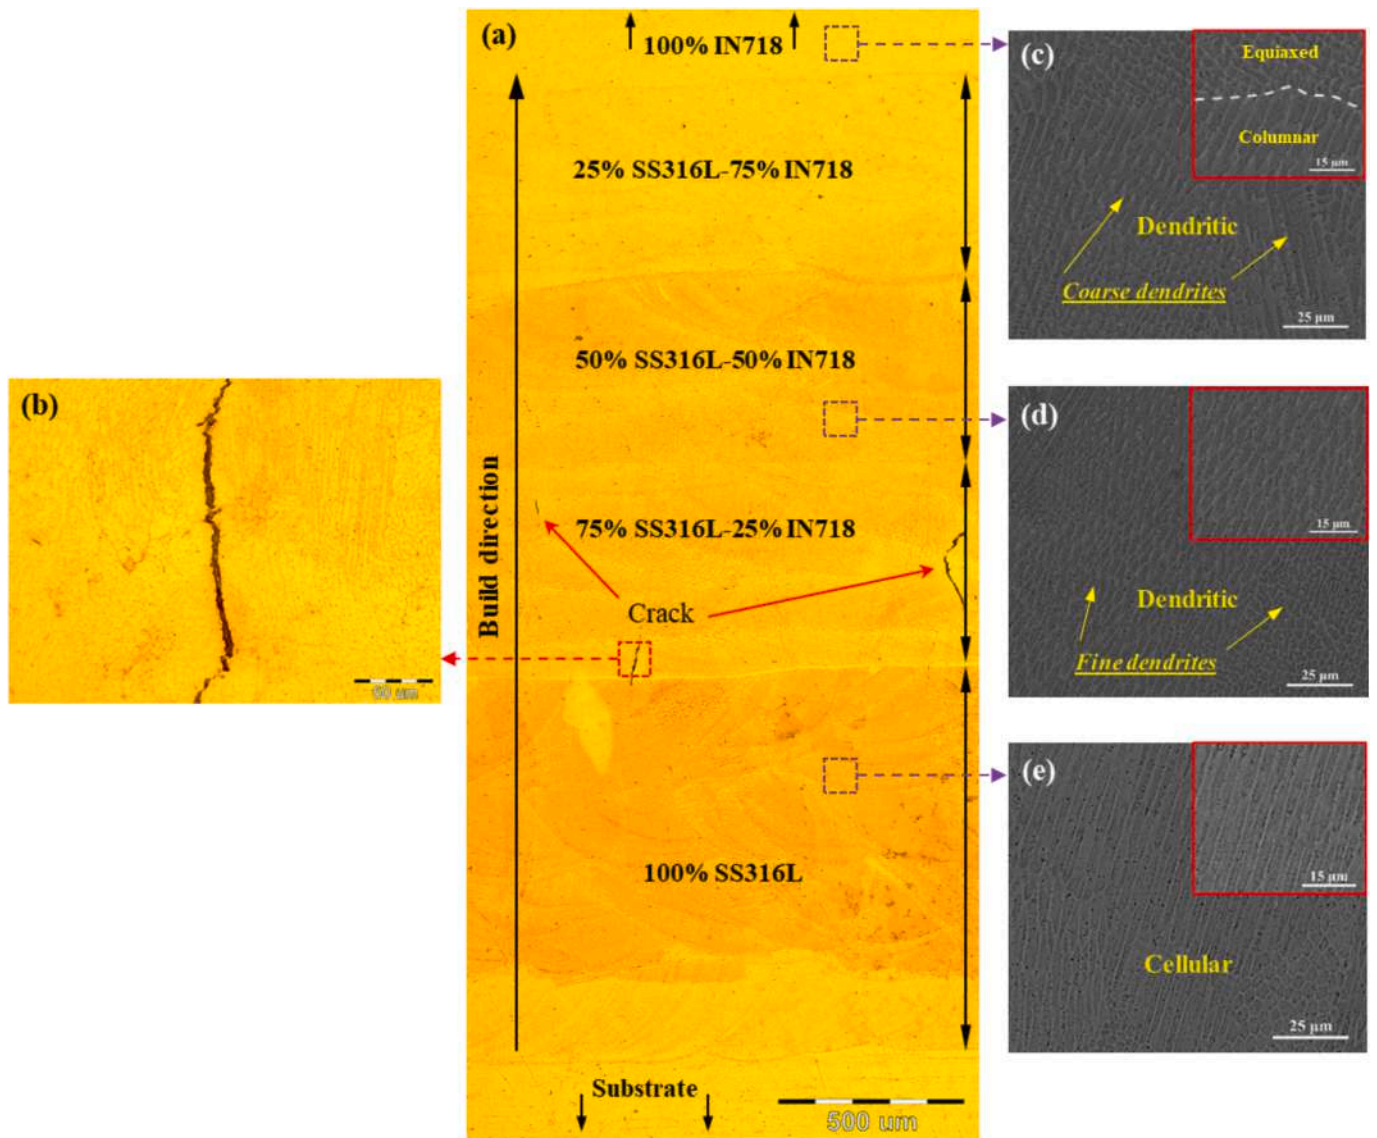 (a)
100% IN718
25% SS316L-75% IN718
50% SS316L-50% IN718
75% SS316L-25% IN718
Crack
100% SS316L
Build direction
Substrate
500 um
(b)
60 um
(c)
Equiaxed
Columnar
15 μm
Dendritic
Coarse dendrites
25 μm
(d)
15 μm
Dendritic
Fine dendrites
25 μm
(e)
15 μm
Cellular
25 μm